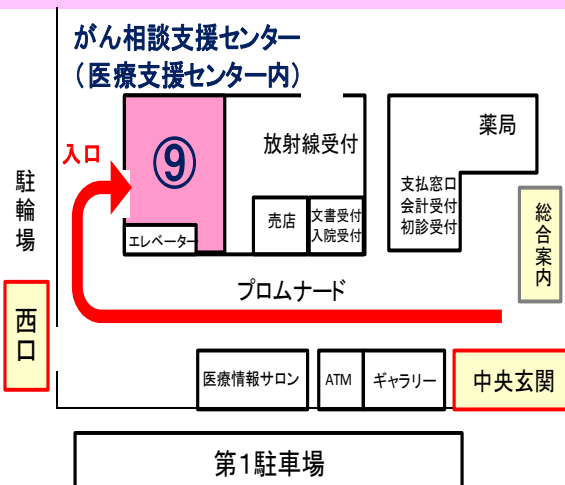 がん相談支援センター
（医療支援センター内）
入口
⑨
放射線受付
薬局
駐輪場
エレベーター
売店
文書受付
入院受付
支払窓口
会計受付
初診受付
総合案内
プロムナード
西口
医療情報サロン
ATM
ギャラリー
中央玄関
第1駐車場